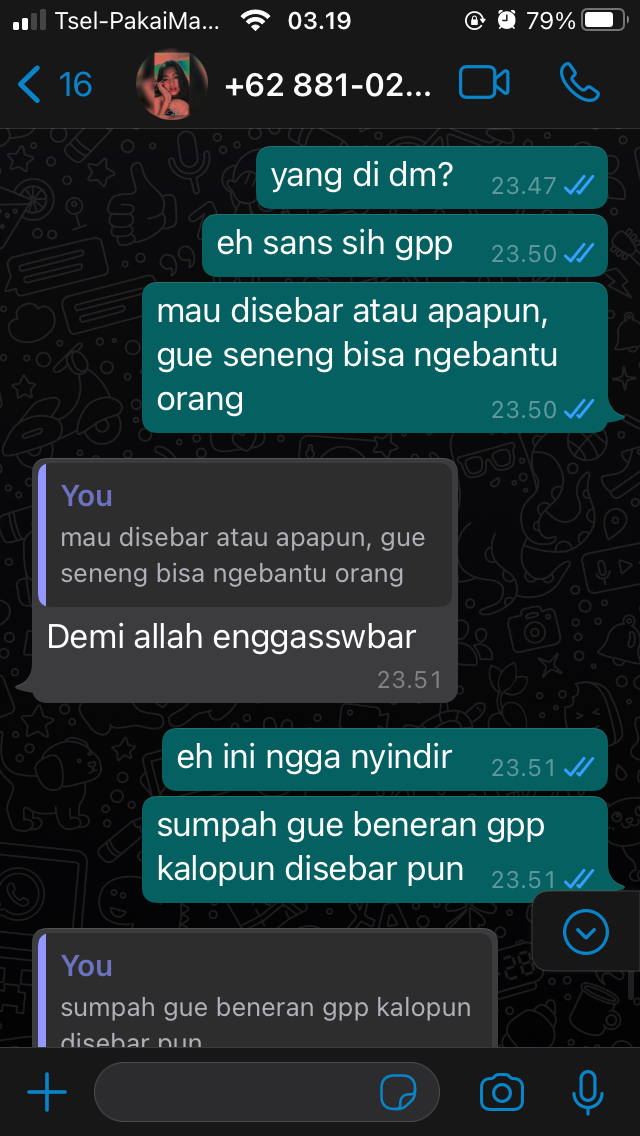 Tsel-PakaiMa... 03.19 79%
16 +62 881-02...
yang di dm? 23.47
eh sans sih gpp 23.50
mau disebar atau apapun,
gue seneng bisa ngebantu
orang 23.50
You
mau disebar atau apapun, gue
seneng bisa ngebantu orang
Demi allah enggasswbar
23.51
eh ini ngga nyindir 23.51
sumpah gue beneran gpp
kalopun disebar pun 23.51
You
sumpah gue beneran gpp kalopun
disebar pun